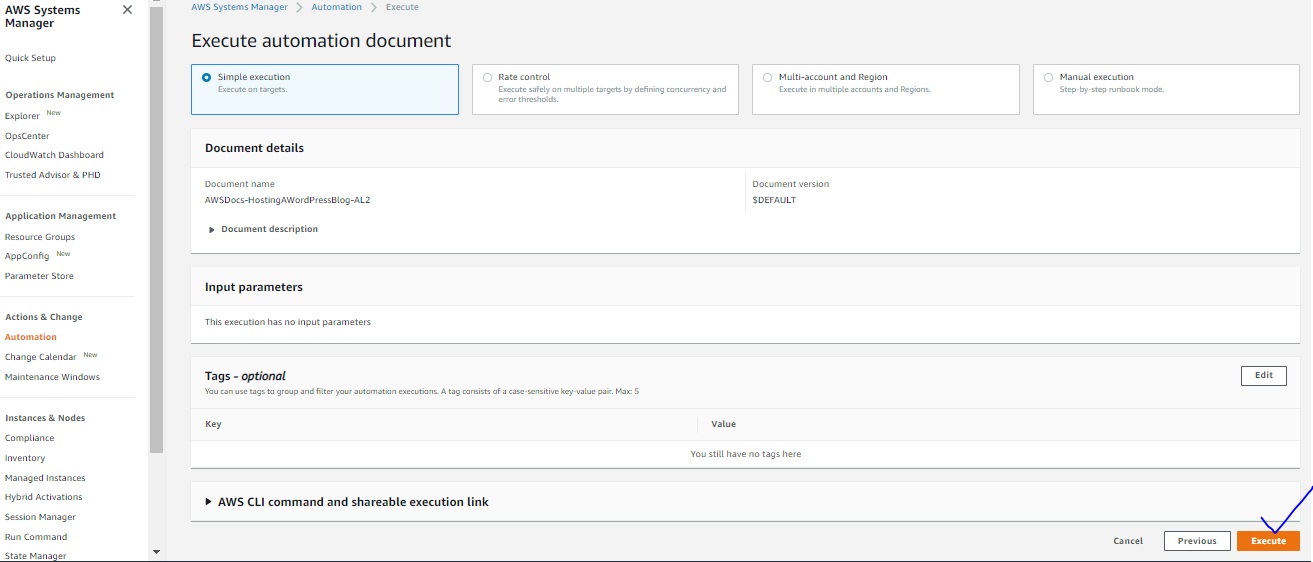 AWS Systems
Manager
Quick Setup
Operations Management
Explorer New
OpsCenter
CloudWatch Dashboard
Trusted Advisor & PHD
Application Management
Resource Groups
AppConfig New
Parameter Store
Actions & Change
Automation
Change Calendar New
Maintenance Windows
Instances & Nodes
Compliance
Inventory
Managed Instances
Hybrid Activations
Session Manager
Run Command
State Manager
AWS Systems Manager > Automation > Execute
Execute automation document
Simple execution
Execute on targets.
Rate control
Execute safely on multiple targets by defining concurrency and
error thresholds.
Multi-account and Region
Execute in multiple accounts and Regions.
Manual execution
Step-by-step runbook mode.
Document details
Document name
AWSDocs-HostingAWordPressBlog-AL2
Document version
$DEFAULT
Document description
Input parameters
This execution has no input parameters
Tags - optional
Edit
You can use tags to group and filter your automation executions. A tag consists of a case-sensitive key-value pair. Max: 5
Key Value
You still have no tags here
AWS CLI command and shareable execution link
Cancel Previous Execute